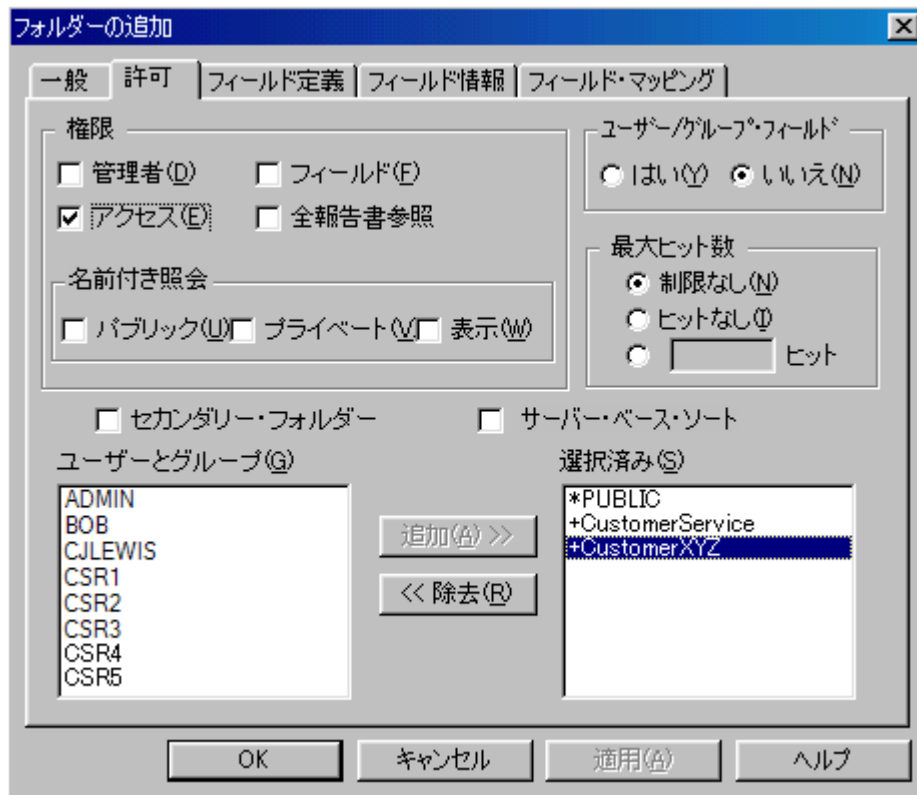 フォルダーの追加
一般 許可 フィールド定義 フィールド情報 フィールド・マッピング
権限
管理者(D) フィールド(F)
アクセス(E) 全報告書参照
名前付き照会
パブリック(U) プライベート(V) 表示(W)
ユーザー/グループ・フィールド
はい(Y) いいえ(N)
最大ヒット数
制限なし(N)
ヒットなし(I)
ヒット
セカンダリー・フォルダー サーバー・ベース・ソート
ユーザーとグループ(G)
ADMIN
BOB
CJLEWIS
CSR1
CSR2
CSR3
CSR4
CSR5
追加(A) >>
<< 除去(R)
選択済み(S)
*PUBLIC
+CustomerService
+CustomerXYZ
OK キャンセル 適用(A) ヘルプ